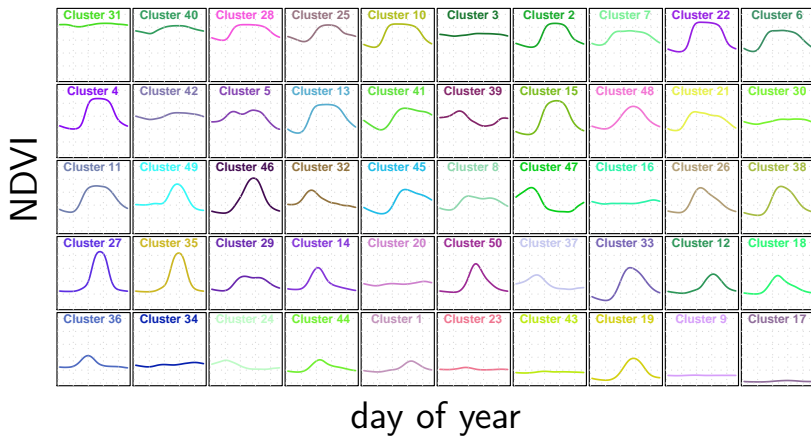 Cluster 31 Cluster 40 Cluster 28 Cluster 25 Cluster 10 Cluster 3 Cluster 2 Cluster 7 Cluster 22 Cluster 6
Cluster 4 Cluster 42 Cluster 5 Cluster 13 Cluster 41 Cluster 39 Cluster 15 Cluster 48 Cluster 21 Cluster 30
NDVI
Cluster 11 Cluster 49 Cluster 46 Cluster 32 Cluster 45 Cluster 8 Cluster 47 Cluster 16 Cluster 26 Cluster 38
Cluster 27 Cluster 35 Cluster 29 Cluster 14 Cluster 20 Cluster 50 Cluster 37 Cluster 33 Cluster 12 Cluster 18
Cluster 36 Cluster 34 Cluster 24 Cluster 44 Cluster 1 Cluster 23 Cluster 43 Cluster 19 Cluster 9 Cluster 17
day of year